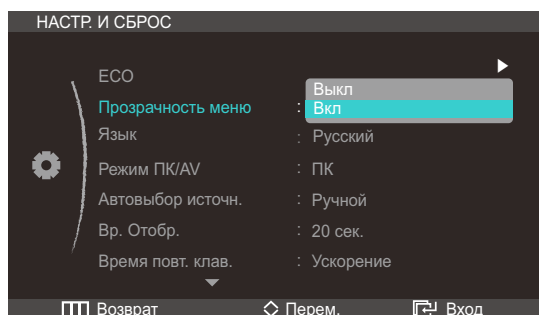 НАСТР. И СБРОС
ECO
Выкл
Прозрачность меню : Вкл
Язык : Русский
Режим ПК/AV : ПК
Автовыбор источн. : Ручной
Вр. Отобр. : 20 сек.
Время повт. клав. : Ускорение
Возврат Перем. Вход